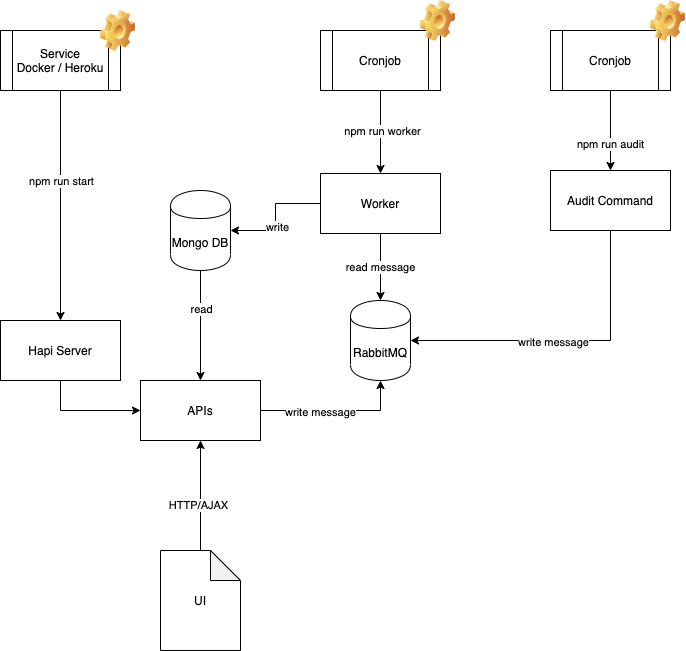 Service
Docker / Heroku
Cronjob
Cronjob
npm run worker
npm run audit
npm run start
Worker
Audit Command
write
Mongo DB
read message
read
Hapi Server
RabbitMQ
write message
APIs
write message
HTTP/AJAX
UI